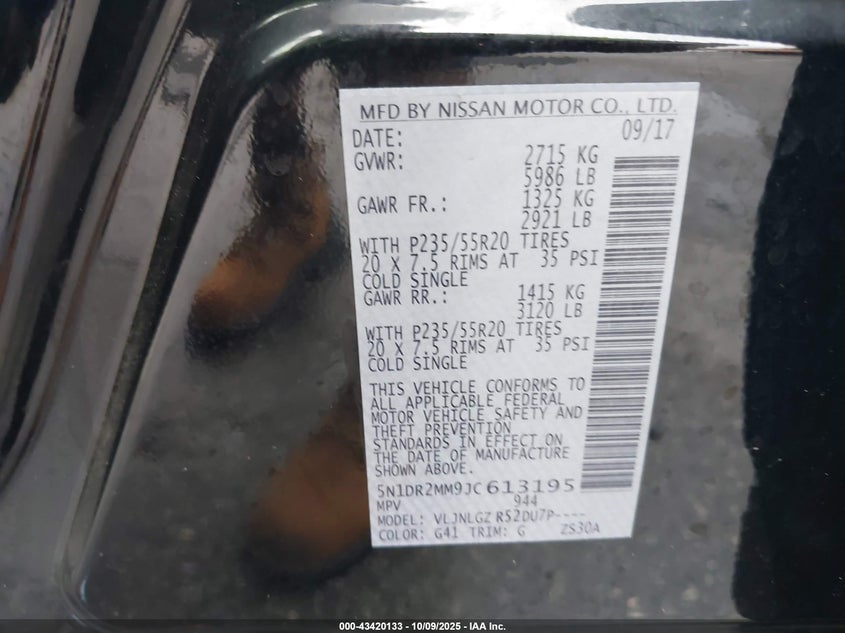 MFD BY NISSAN MOTOR CO., LTD.
DATE: 09/17
GVWR: 2715 KG
5986 LB
GAWR FR.: 1325 KG
2921 LB
WITH P235/55R20 TIRES
20 X 7.5 RIMS AT 35 PSI
COLD SINGLE
GAWR RR.: 1415 KG
3120 LB
WITH P235/55R20 TIRES
20 X 7.5 RIMS AT 35 PSI
COLD SINGLE
THIS VEHICLE CONFORMS TO
ALL APPLICABLE FEDERAL
MOTOR VEHICLE SAFETY AND
THEFT PREVENTION
STANDARDS IN EFFECT ON
THE DATE OF MANUFACTURE
SHOWN ABOVE.
5N1DR2MM9JC613195
MPV 944
MODEL: VLJNLGZ R52DU7P----
COLOR: G41 TRIM: G ZS30A
000-43420133 - 10/09/2025 - IAA Inc.